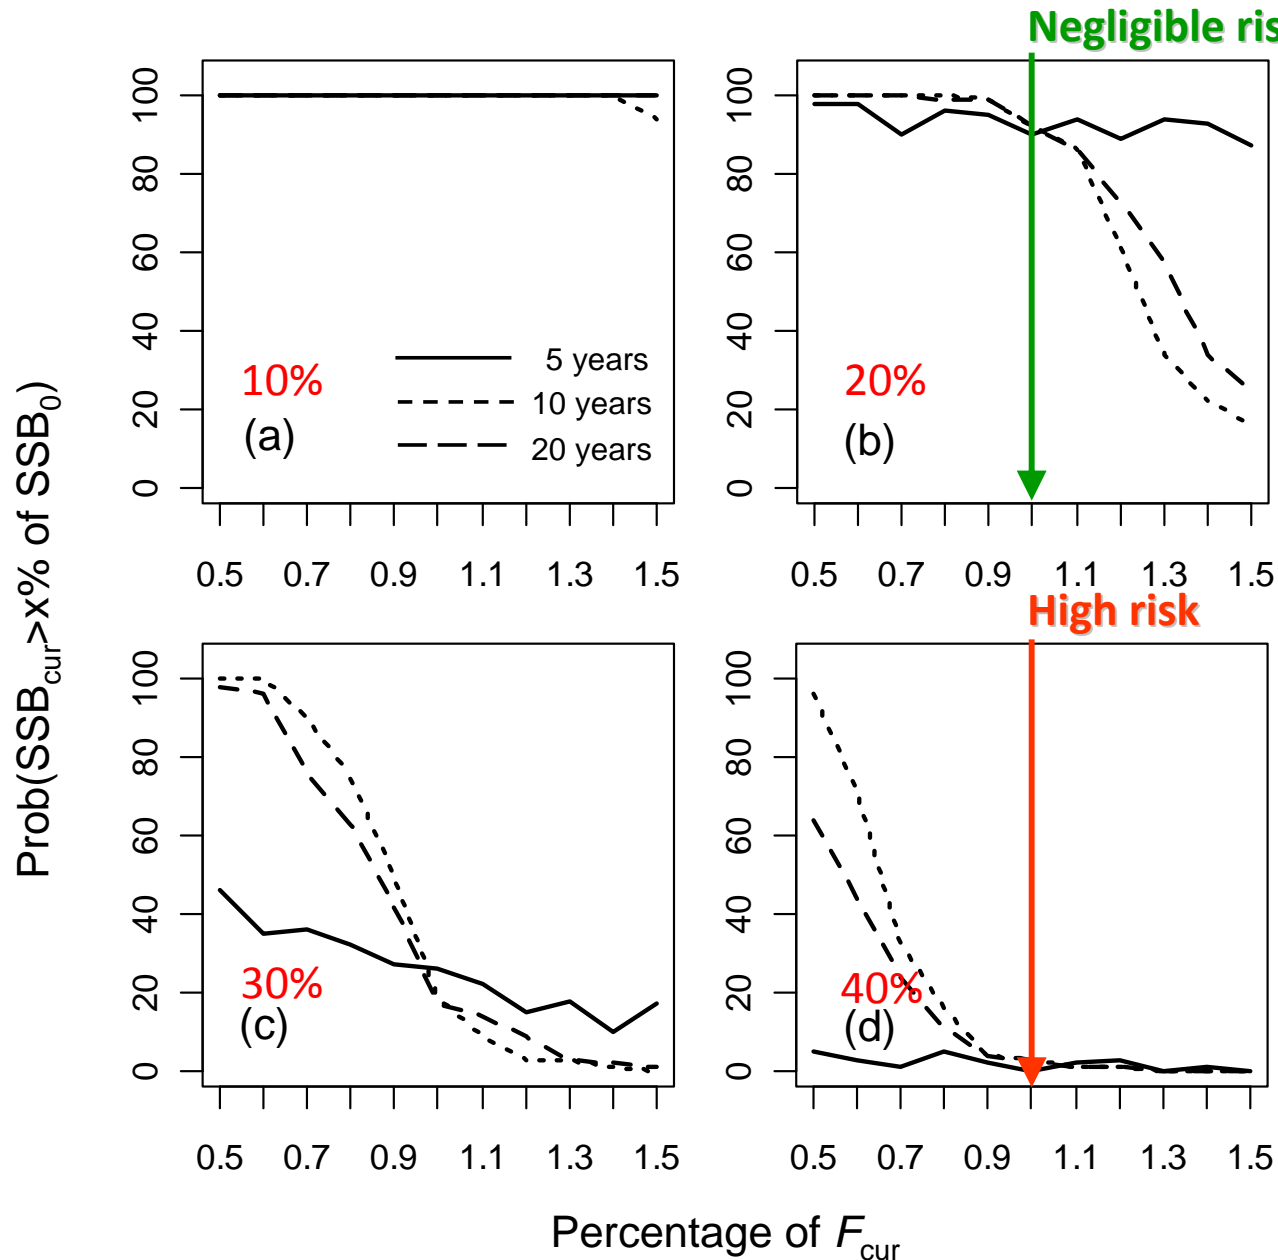 Negligible ris
100
80
60
40
20
0
10%
(a)
5 years
10 years
20 years
0.5 0.7 0.9 1.1 1.3 1.5
100
80
60
40
20
0
20%
(b)
0.5 0.7 0.9 1.1 1.3 1.5
High risk
Prob(SSBcur>x% of SSB0)
100
80
60
40
20
0
30%
(c)
0.5 0.7 0.9 1.1 1.3 1.5
100
80
60
40
20
0
40%
(d)
0.5 0.7 0.9 1.1 1.3 1.5
Percentage of Fcur